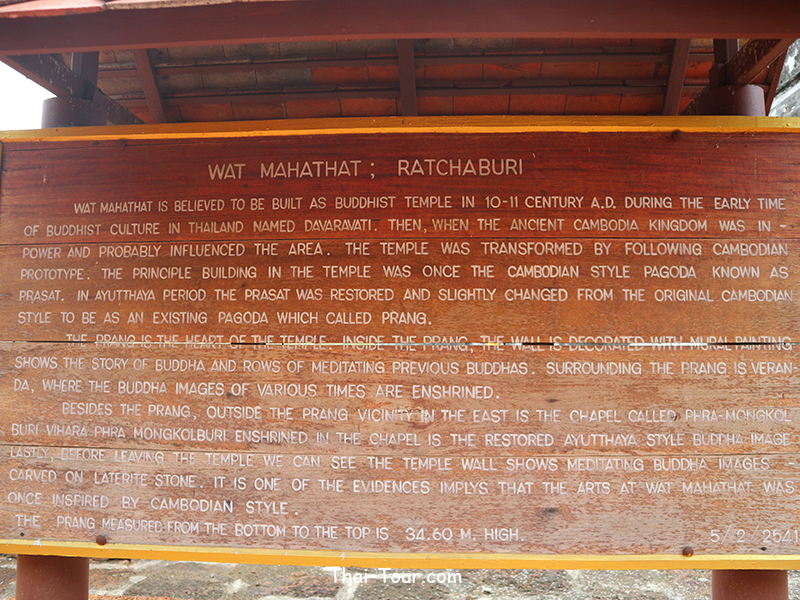 WAT MAHATHAT ; RATCHABURI
WAT MAHATHAT IS BELIEVED TO BE BUILT AS BUDDHIST TEMPLE IN 10-11 CENTURY A.D. DURING THE EARLY TIME
OF BUDDHIST CULTURE IN THAILAND NAMED DAVARAVATI. THEN, WHEN THE ANCIENT CAMBODIA KINGDOM WAS IN -
POWER AND PROBABLY INFLUENCED THE AREA. THE TEMPLE WAS TRANSFORMED BY FOLLOWING CAMBODIAN
PROTOTYPE. THE PRINCIPLE BUILDING IN THE TEMPLE WAS ONCE THE CAMBODIAN STYLE PAGODA KNOWN AS
PRASAT. IN AYUTTHAYA PERIOD THE PRASAT WAS RESTORED AND SLIGHTLY CHANGED FROM THE ORIGINAL CAMBODIAN
STYLE TO BE AS AN EXISTING PAGODA WHICH CALLED PRANG.
THE PRANG IS THE HEART OF THE TEMPLE. INSIDE THE PRANG, THE WALL IS DECORATED WITH MURAL PAINTING
SHOWS THE STORY OF BUDDHA AND ROWS OF MEDITATING PREVIOUS BUDDHAS. SURROUNDING THE PRANG IS VERAN-
DA, WHERE THE BUDDHA IMAGES OF VARIOUS TIMES ARE ENSHRINED.
BESIDES THE PRANG, OUTSIDE THE PRANG VICINITY IN THE EAST IS THE CHAPEL CALLED PHRA-MONGKOL
BURI VIHARA PHRA MONGKOLBURI ENSHRINED IN THE CHAPEL IS THE RESTORED AYUTTHAYA STYLE BUDDHA IMAGE
LASTLY, BEFORE LEAVING THE TEMPLE WE CAN SEE THE TEMPLE WALL SHOWS MEDIATING BUDDHA IMAGES -
CARVED ON LATERITE STONE. IT IS ONE OF THE EVIDENCES IMPLYS THAT THE ARTS AT WAT MAHATHAT WAS
ONCE INSPIRED BY CAMBODIAN STYLE.
THE PRANG MEASURED FROM THE BOTTOM TO THE TOP IS 34.60 M. HIGH. 5/2/2541
Thai-Tour.com